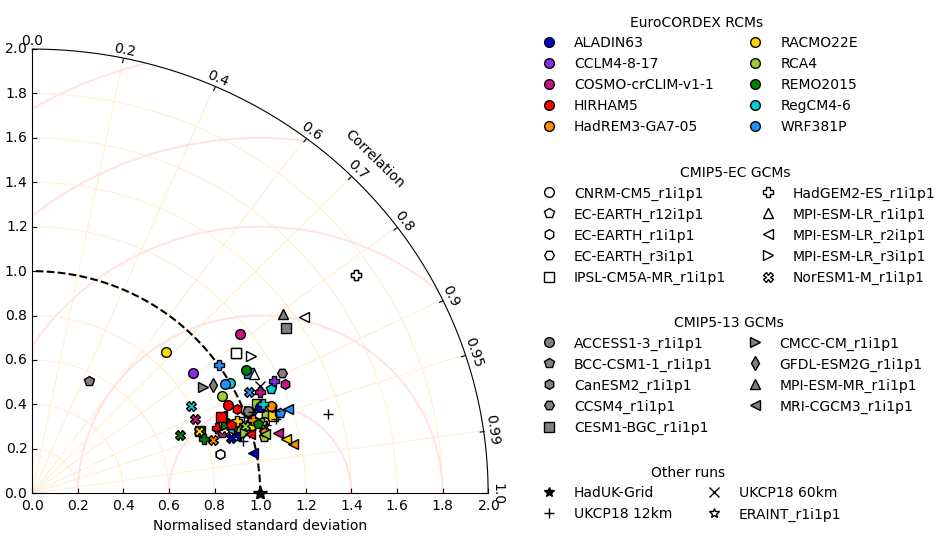 0.0
0.2
0.4
0.6
0.7
0.8
0.9
0.95
0.99
1.0
Correlation
2.0
1.8
1.6
1.4
1.2
1.0
0.8
0.6
0.4
0.2
0.0
0.0 0.2 0.4 0.6 0.8 1.0 1.2 1.4 1.6 1.8 2.0
Normalised standard deviation
EuroCORDEX RCMs
ALADIN63 RACMO22E
CCLM4-8-17 RCA4
COSMO-crCLIM-v1-1 REMO2015
HIRHAM5 RegCM4-6
HadREM3-GA7-05 WRF381P
CMIP5-EC GCMs
CNRM-CM5_r1i1p1 HadGEM2-ES_r1i1p1
EC-EARTH_r12i1p1 MPI-ESM-LR_r1i1p1
EC-EARTH_r1i1p1 MPI-ESM-LR_r2i1p1
EC-EARTH_r3i1p1 MPI-ESM-LR_r3i1p1
IPSL-CM5A-MR_r1i1p1 NorESM1-M_r1i1p1
CMIP5-13 GCMs
ACCESS1-3_r1i1p1 CMCC-CM_r1i1p1
BCC-CSM1-1_r1i1p1 GFDL-ESM2G_r1i1p1
CanESM2_r1i1p1 MPI-ESM-MR_r1i1p1
CCSM4_r1i1p1 MRI-CGCM3_r1i1p1
CESM1-BGC_r1i1p1
Other runs
HadUK-Grid UKCP18 60km
UKCP18 12km ERAINT_r1i1p1